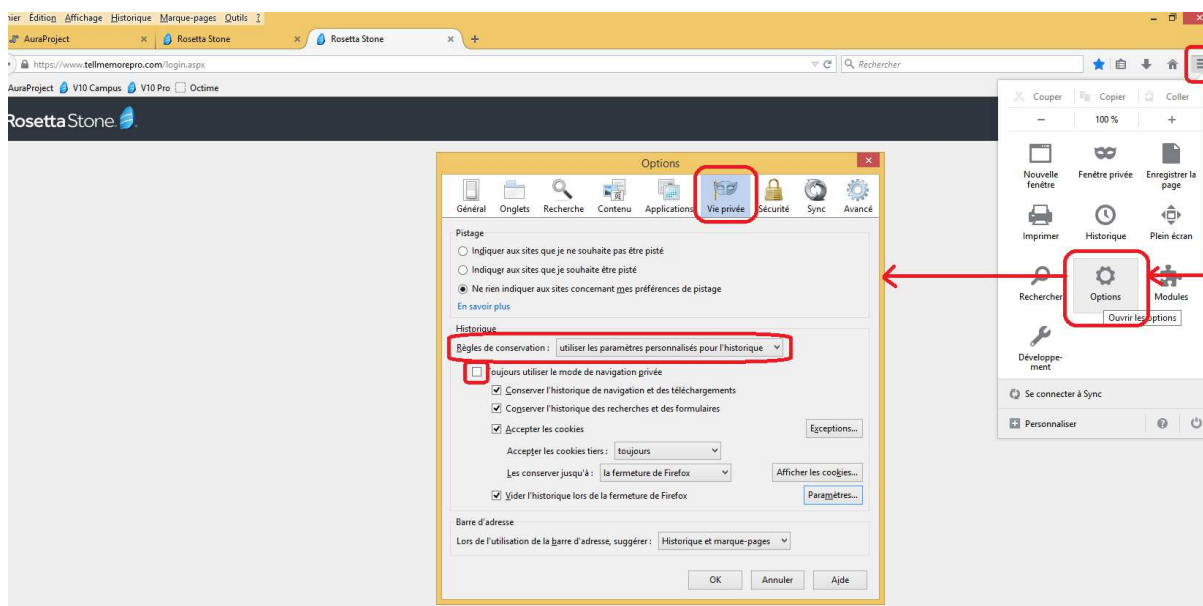 hier Édition Affichage Historique Marque-pages Outils ?
AuraProject Rosetta Stone Rosetta Stone
https://www.tellmemorepro.com/login.aspx Rechercher
AuraProject V10 Campus V10 Pro Octime
RosettaStone
Couper Copier Coller
− 100 % +
Nouvelle fenêtre
Fenêtre privée
Enregistrer la page
Imprimer Historique Plein écran
Rechercher Options Modules
Ouvrir les options
Développe-
ment
Se connecter à Sync
Personnaliser
Options
Général Onglets Recherche Contenu Applications Vie privée Sécurité Sync Avancé
Pistage
Indiquer aux sites que je ne souhaite pas être pisté
Indiquer aux sites que je souhaite être pisté
Ne rien indiquer aux sites concernant mes préférences de pistage
En savoir plus
Historique
Règles de conservation : utiliser les paramètres personnalisés pour l'historique
Toujours utiliser le mode de navigation privée
Conserver l'historique de navigation et des téléchargements
Conserver l'historique des recherches et des formulaires
Accepter les cookies Exceptions...
Accepter les cookies tiers : toujours
Les conserver jusqu'à : la fermeture de Firefox Afficher les cookies...
Vider l'historique lors de la fermeture de Firefox Paramètres...
Barre d'adresse
Lors de l'utilisation de la barre d'adresse, suggérer : Historique et marque-pages
OK Annuler Aide